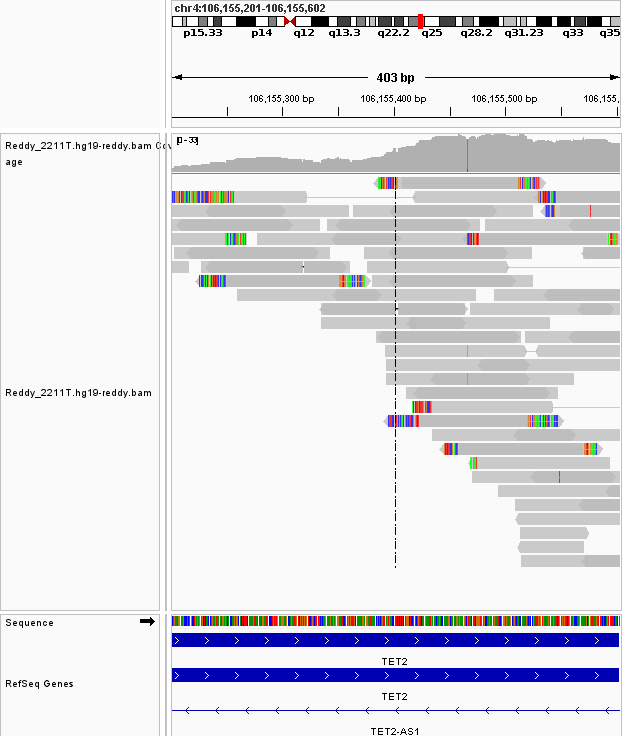 chr4:106,155,201-106,155,602
p15.33 p14 q12 q13.3 q22.2 q25 q28.2 q31.23 q33 q35
403 bp
106,155,300 bp 106,155,400 bp 106,155,500 bp 106,155,
Reddy_2211T.hg19-reddy.bam Cov
age
[0-33]
Reddy_2211T.hg19-reddy.bam
Sequence
TET2
RefSeq Genes
TET2
TET2-AS1